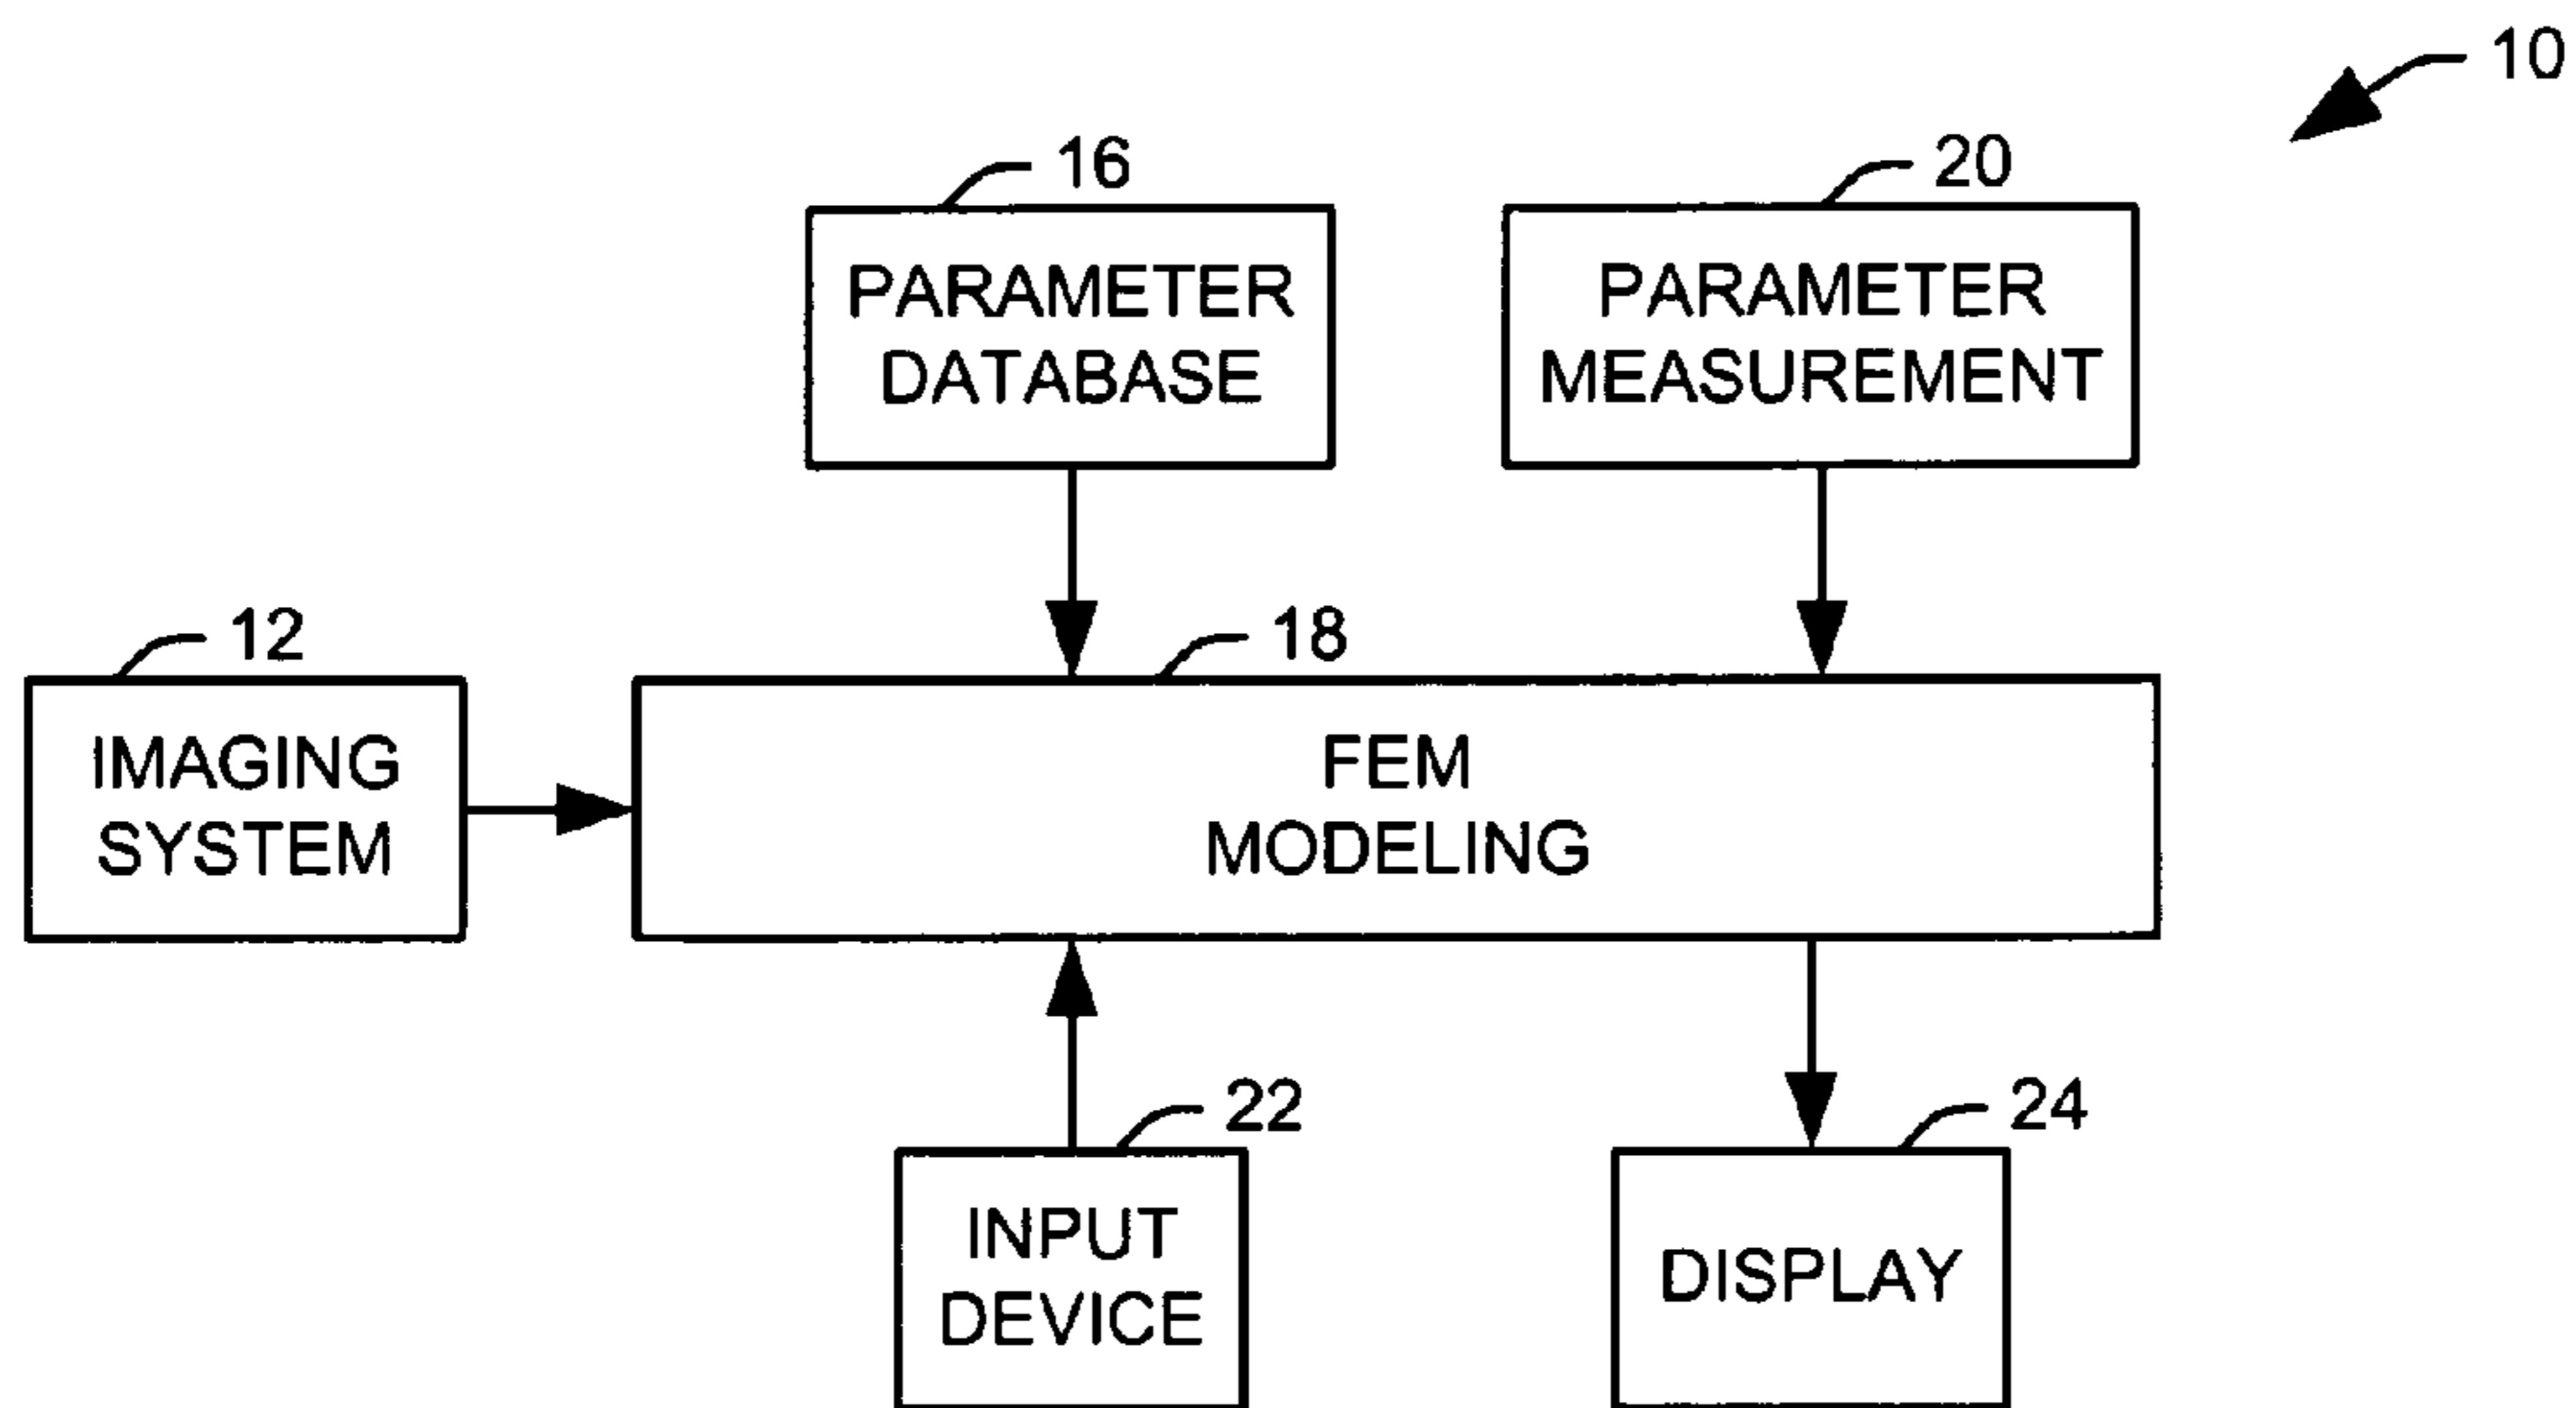 10
16
20
PARAMETER
DATABASE
PARAMETER
MEASUREMENT
12
18
IMAGING
SYSTEM
FEM
MODELING
22
24
INPUT
DEVICE
DISPLAY